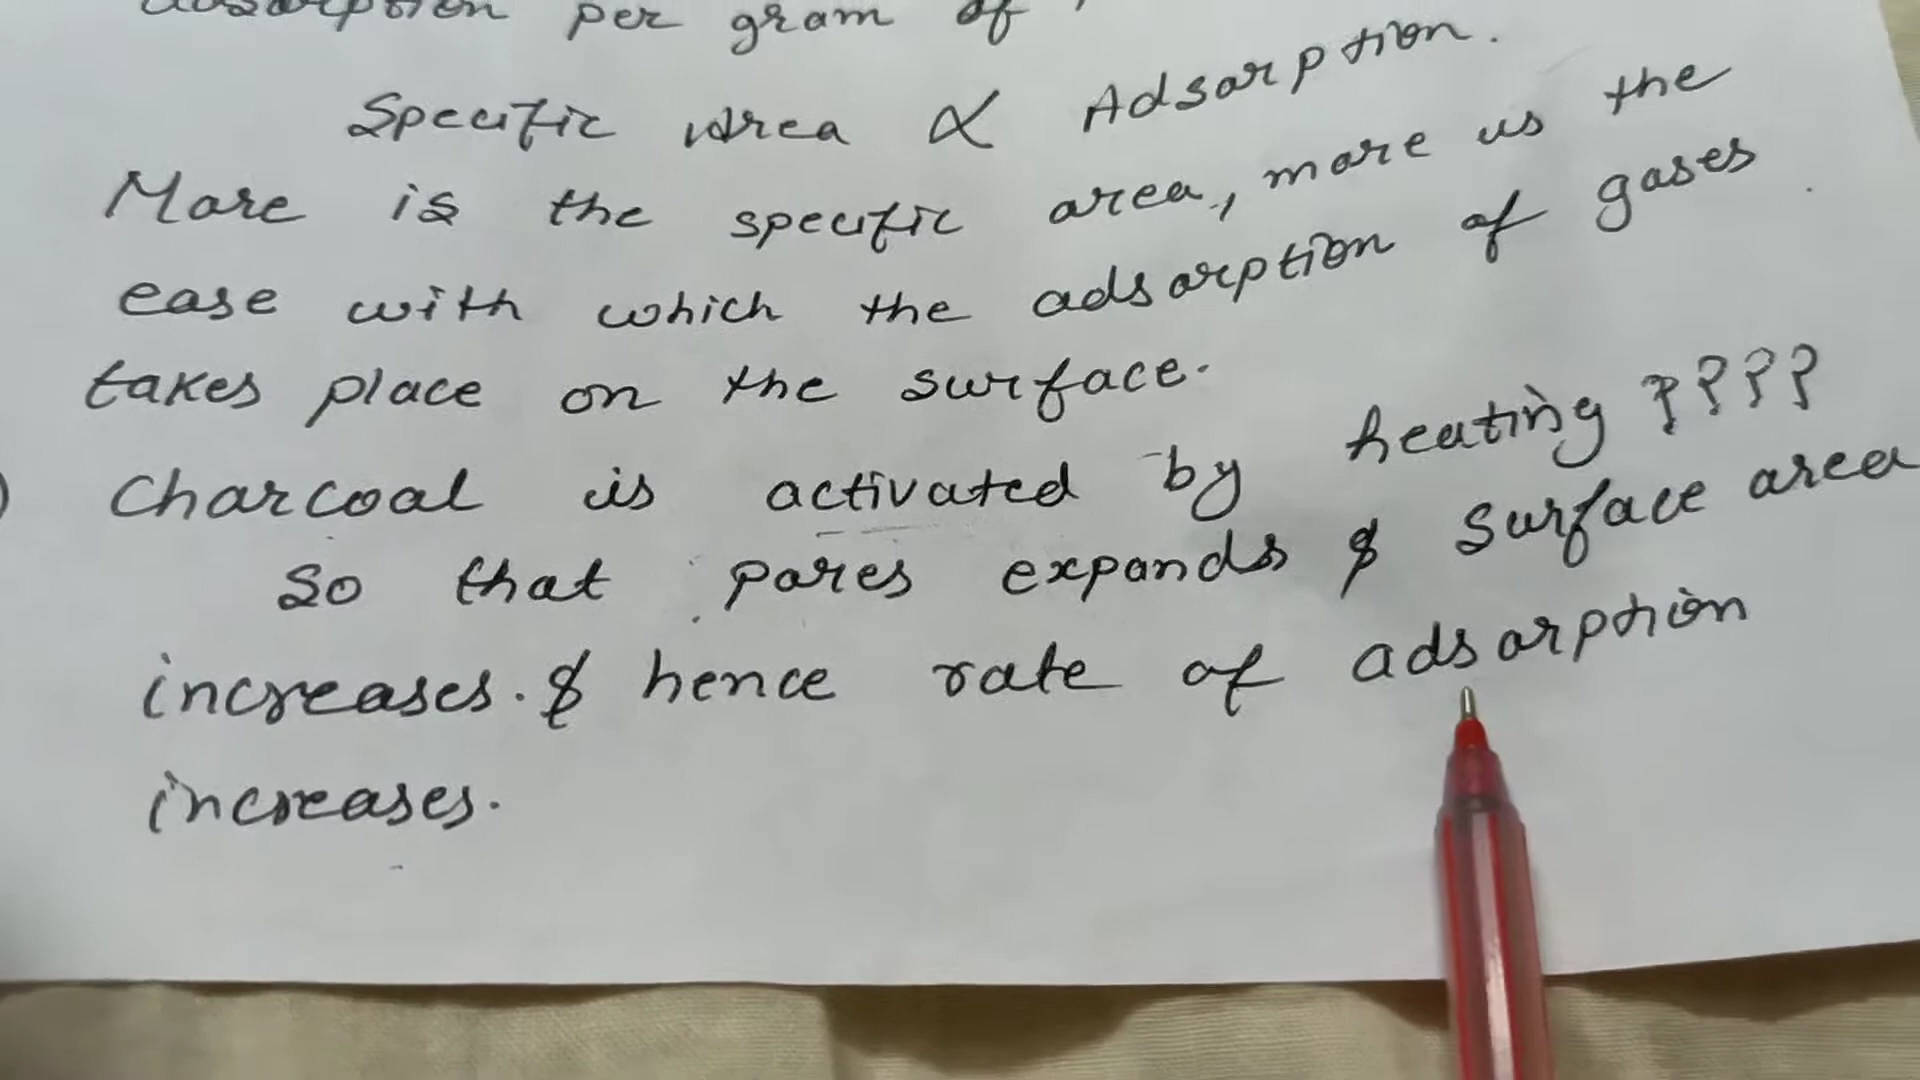 adsorption per gram of
Specific Area ∝ Adsorption.
More is the specific area, more is the
ease with which the adsorption of gases
takes place on the surface.
) Charcoal is activated by heating ????
So that pores expands & surface area
increases. & hence rate of adsorption
increases.